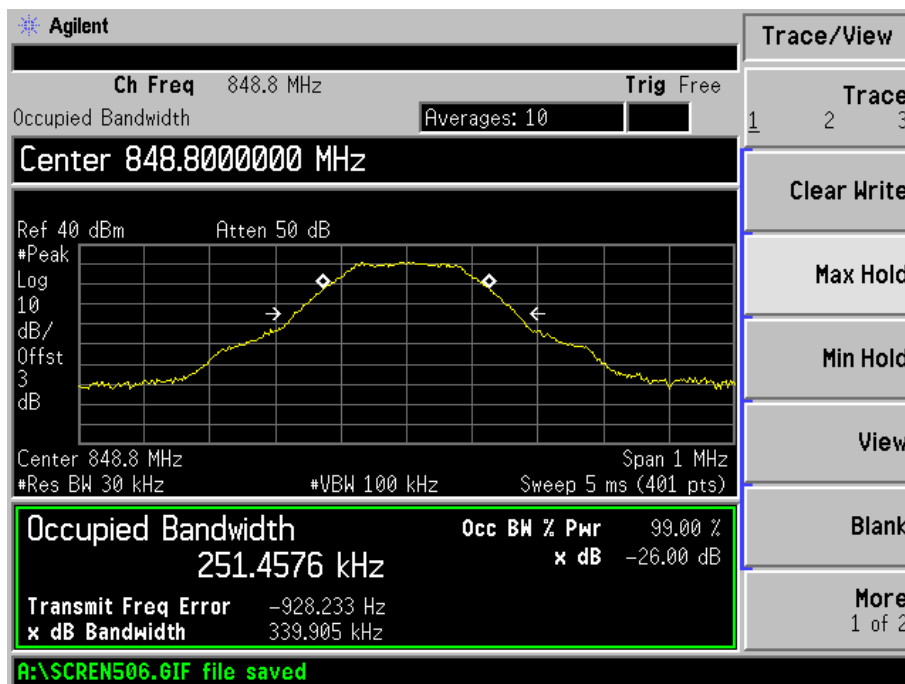 Agilent
Trace/View
Ch Freq 848.8 MHz Trig Free
Occupied Bandwidth Averages: 10
Trace
1 2 3
Center 848.8000000 MHz
Clear Write
Ref 40 dBm Atten 50 dB
#Peak
Log
10
dB/
Offst
3
dB
Max Hold
Min Hold
View
Center 848.8 MHz Span 1 MHz
#Res BW 30 kHz #VBW 100 kHz Sweep 5 ms (401 pts)
Occupied Bandwidth
251.4576 kHz
Occ BW % Pwr 99.00 %
x dB -26.00 dB
Blank
Transmit Freq Error -928.233 Hz
x dB Bandwidth 339.905 kHz
More
1 of 2
A:\SCREN506.GIF file saved